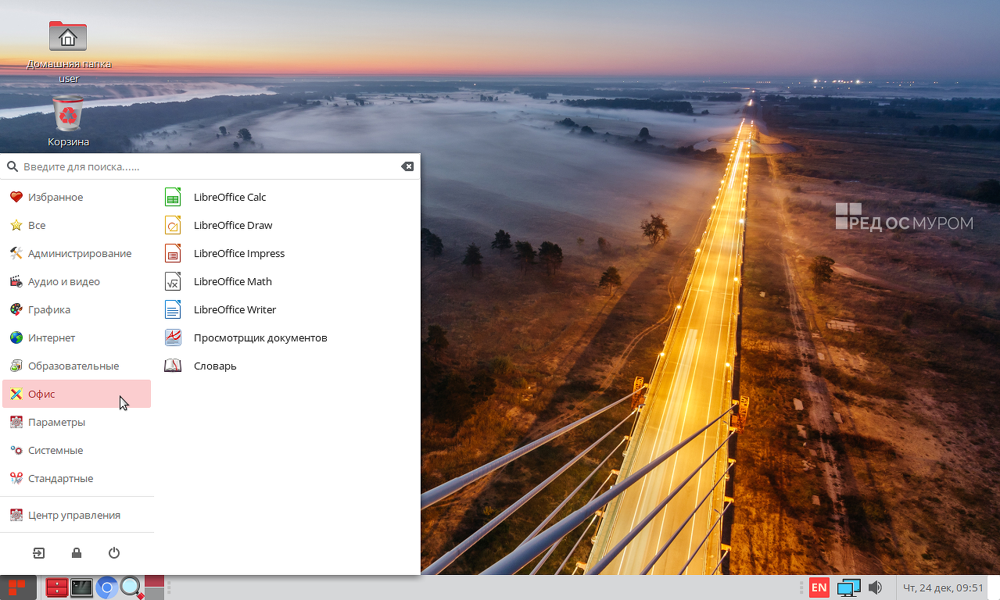 Домашняя папка
user
Корзина
Введите для поиска......
Избранное
Все
Администрирование
Аудио и видео
Графика
Интернет
Образовательные
Офис
Параметры
Системные
Стандартные
Центр управления
LibreOffice Calc
LibreOffice Draw
LibreOffice Impress
LibreOffice Math
LibreOffice Writer
Просмотрщик документов
Словарь
РЕД ОС МУРОМ
EN
Чт, 24 дек, 09:51